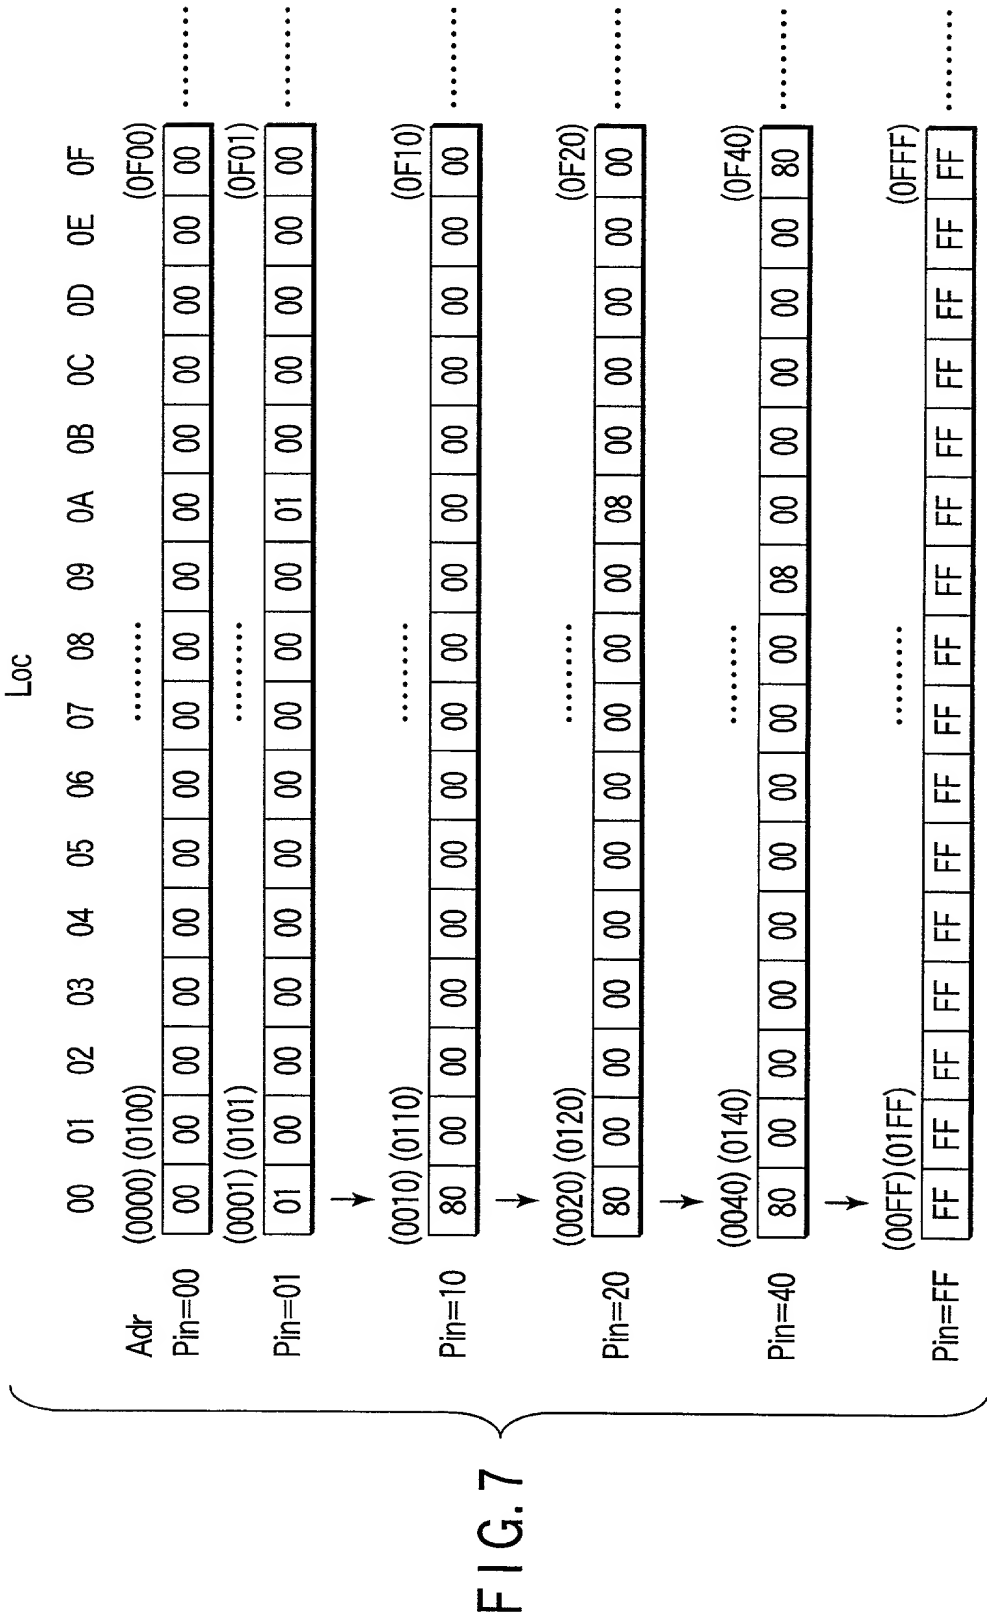 Loc
00 01 02 03 04 05 06 07 08 09 0A 0B 0C 0D 0E 0F
Adr (0000) (0100) ········ (0F00)
Pin=00 00 00 00 00 00 00 00 00 00 00 00 00 00 00 00 00 ········
(0001) (0101) ········ (0F01)
Pin=01 01 00 00 00 00 00 00 00 00 00 01 00 00 00 00 00 ········
(0010) (0110) ········ (0F10)
Pin=10 80 00 00 00 00 00 00 00 00 00 00 00 00 00 00 00 ········
(0020) (0120) ········ (0F20)
Pin=20 80 00 00 00 00 00 00 00 00 00 08 00 00 00 00 00 ········
(0040) (0140) ········ (0F40)
Pin=40 80 00 00 00 00 00 00 00 00 08 00 00 00 00 00 80 ········
(00FF) (01FF) ········ (0FFF)
Pin=FF FF FF FF FF FF FF FF FF FF FF FF FF FF FF FF FF ········
FIG. 7